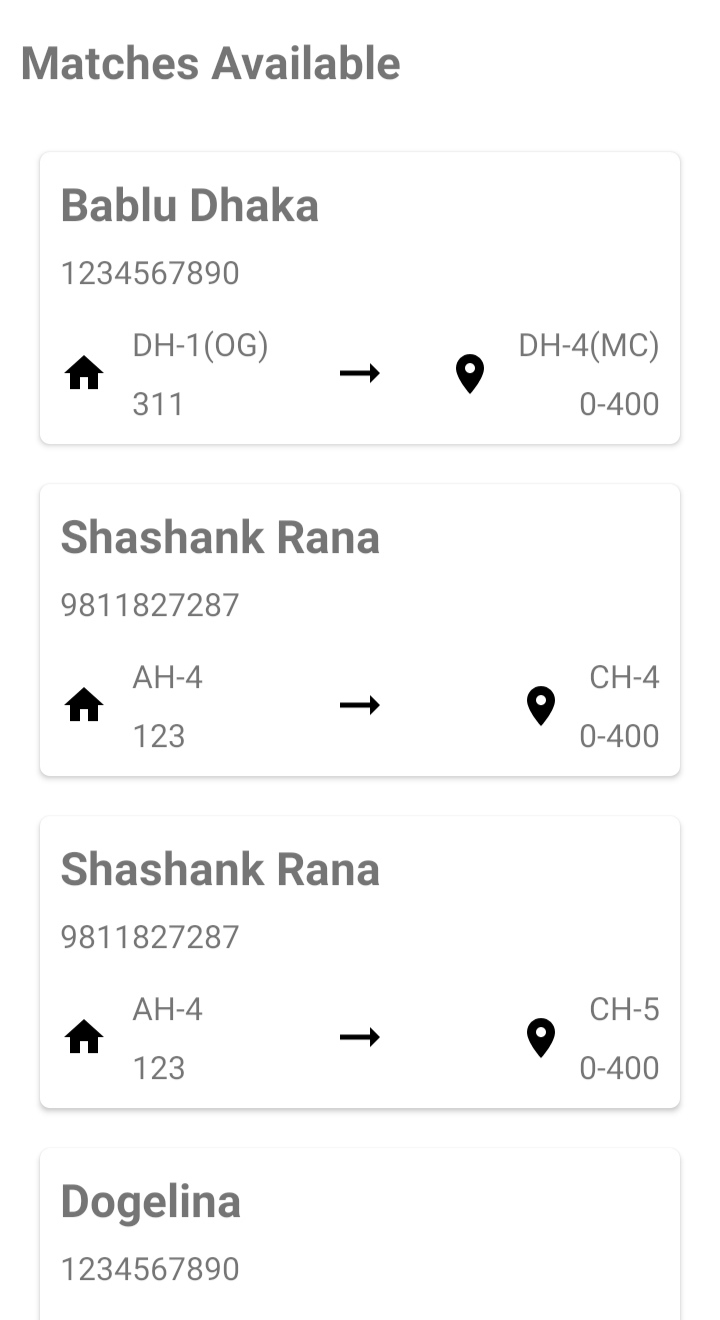 Matches Available
Bablu Dhaka
1234567890
DH-1(OG) DH-4(MC)
311 0-400
Shashank Rana
9811827287
AH-4 CH-4
123 0-400
Shashank Rana
9811827287
AH-4 CH-5
123 0-400
Dogelina
1234567890